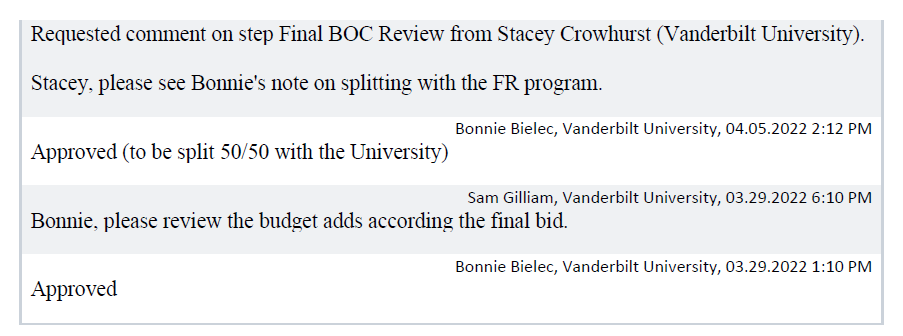 Requested comment on step Final BOC Review from Stacey Crowhurst (Vanderbilt University).
Stacey, please see Bonnie's note on splitting with the FR program.
Bonnie Bielec, Vanderbilt University, 04.05.2022 2:12 PM
Approved (to be split 50/50 with the University)
Sam Gilliam, Vanderbilt University, 03.29.2022 6:10 PM
Bonnie, please review the budget adds according the final bid.
Bonnie Bielec, Vanderbilt University, 03.29.2022 1:10 PM
Approved